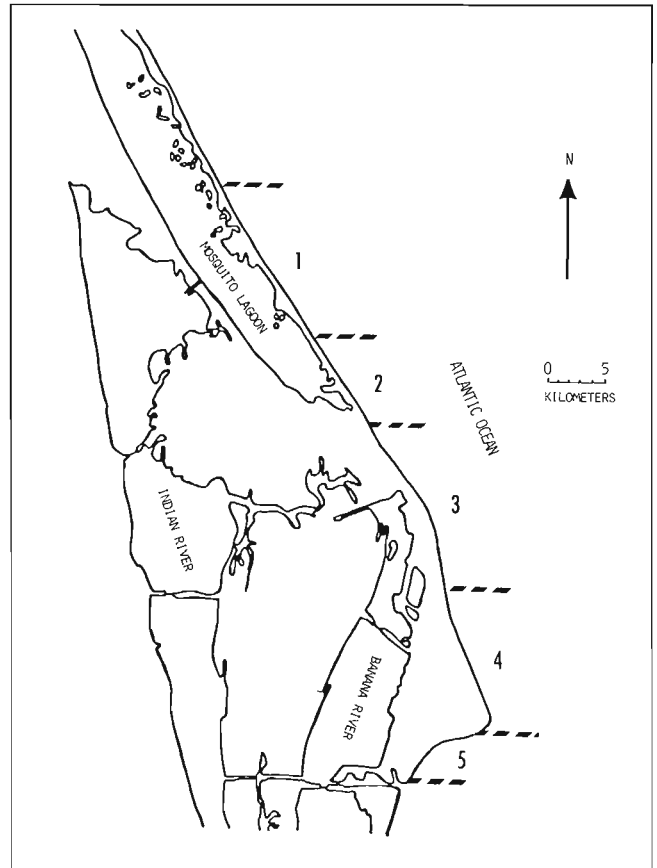 N
1
MOSQUITO LAGOON
2
ATLANTIC OCEAN
0 5
KILOMETERS
3
INDIAN RIVER
4
BANANA RIVER
5